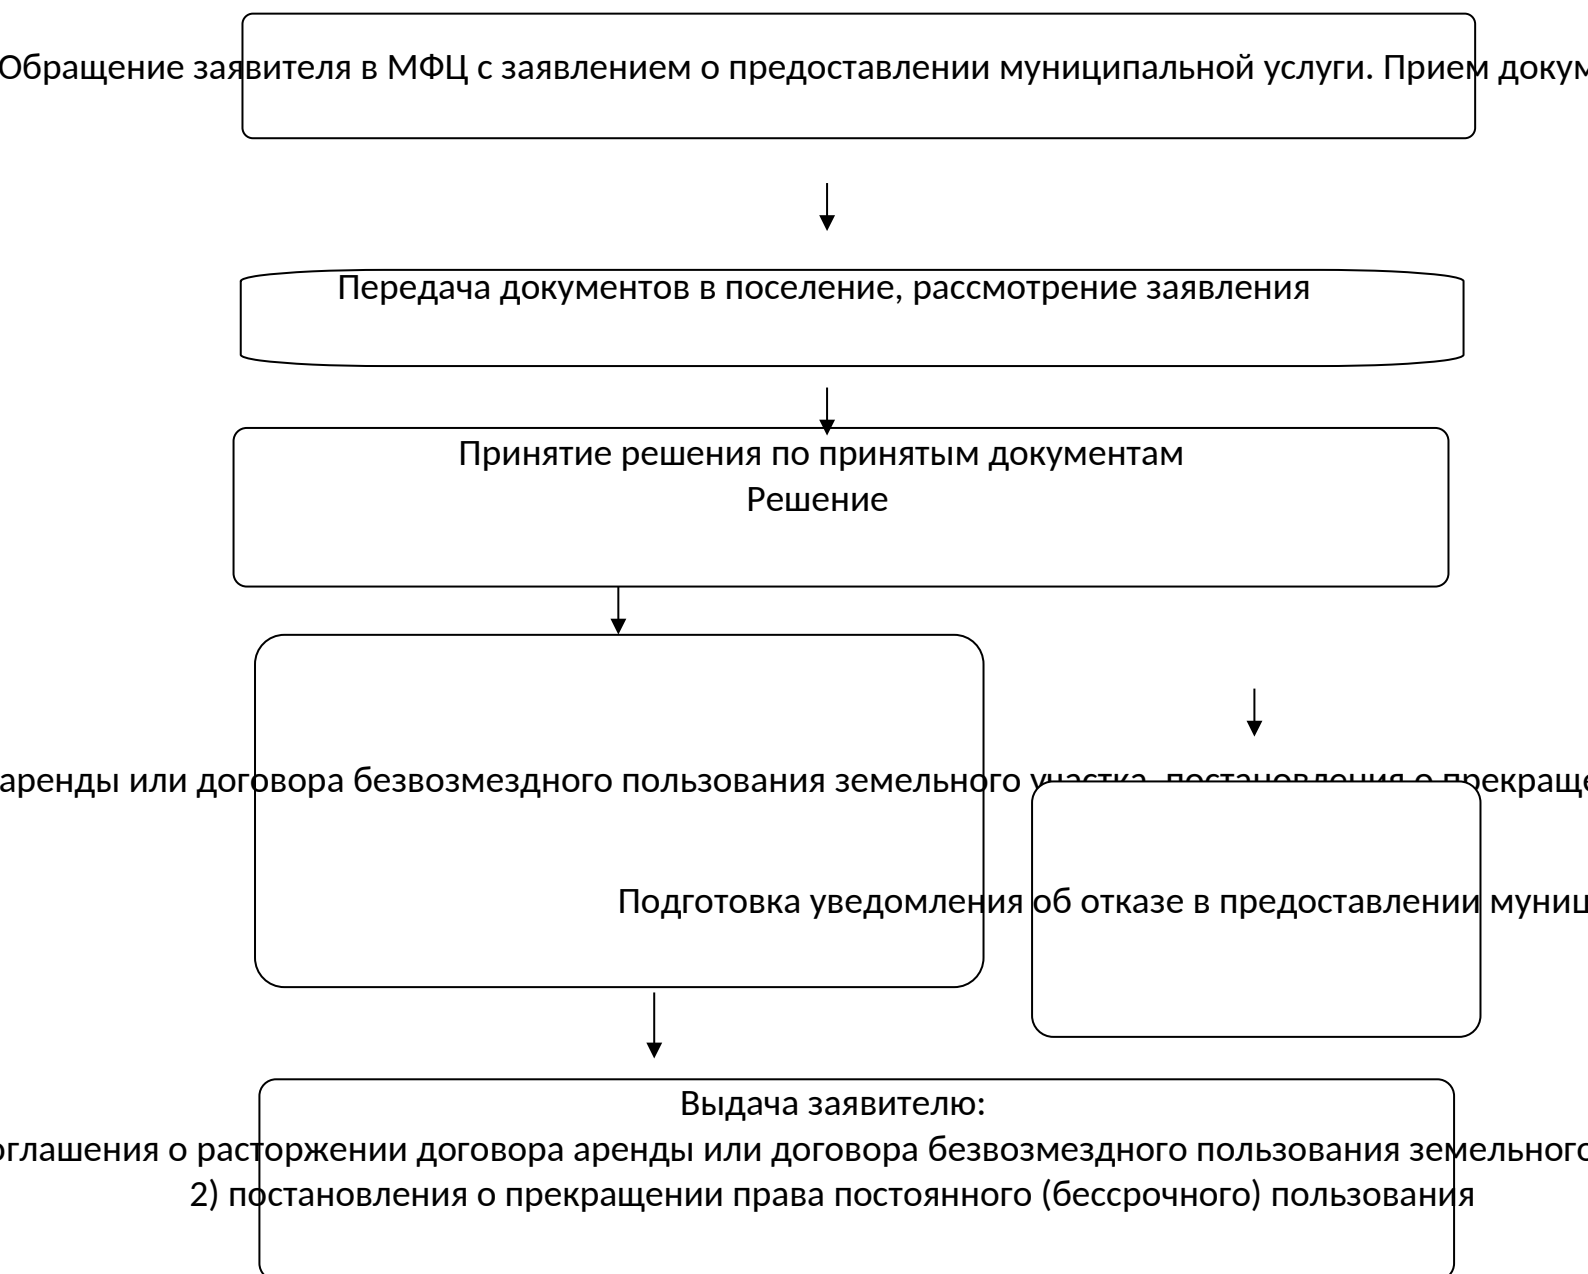 Обращение заявителя в МФЦ с заявлением о предоставлении муниципальной услуги. Прием
Передача документов в поселение, рассмотрение заявления
Принятие решения по принятым документам
Решение
аренды или договора безвозмездного пользования земельного участка, постановления о
Подготовка уведомления об отказе в предоставлении
Выдача заявителю:
оглашения о расторжении договора аренды или договора безвозмездного пользования земельного
2) постановления о прекращении права постоянного (бессрочного) пользования